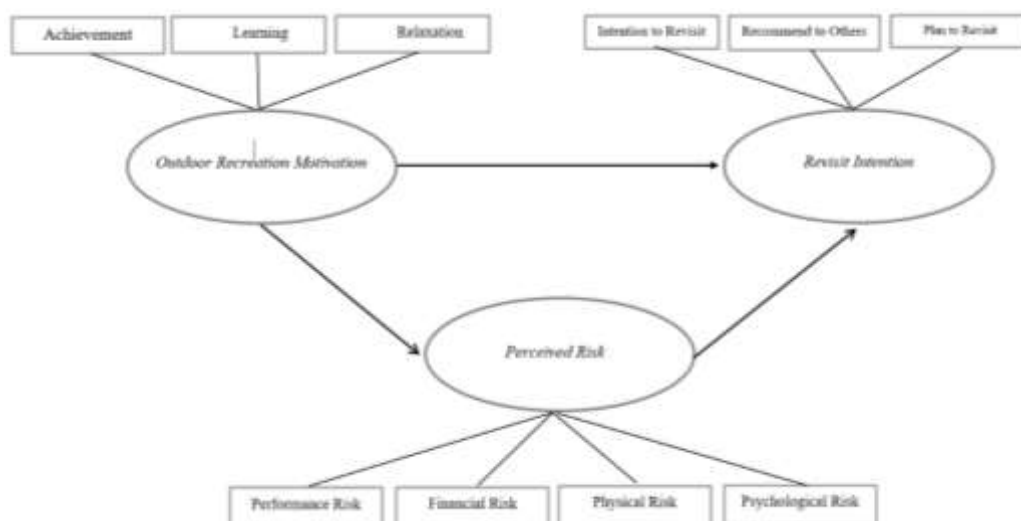 Achievement
Learning
Relaxation
Intention to Revisit
Recommend to Others
Plan to Revisit
Outdoor Recreation Motivation
Revisit Intention
Perceived Risk
Performance Risk
Financial Risk
Physical Risk
Psychological Risk